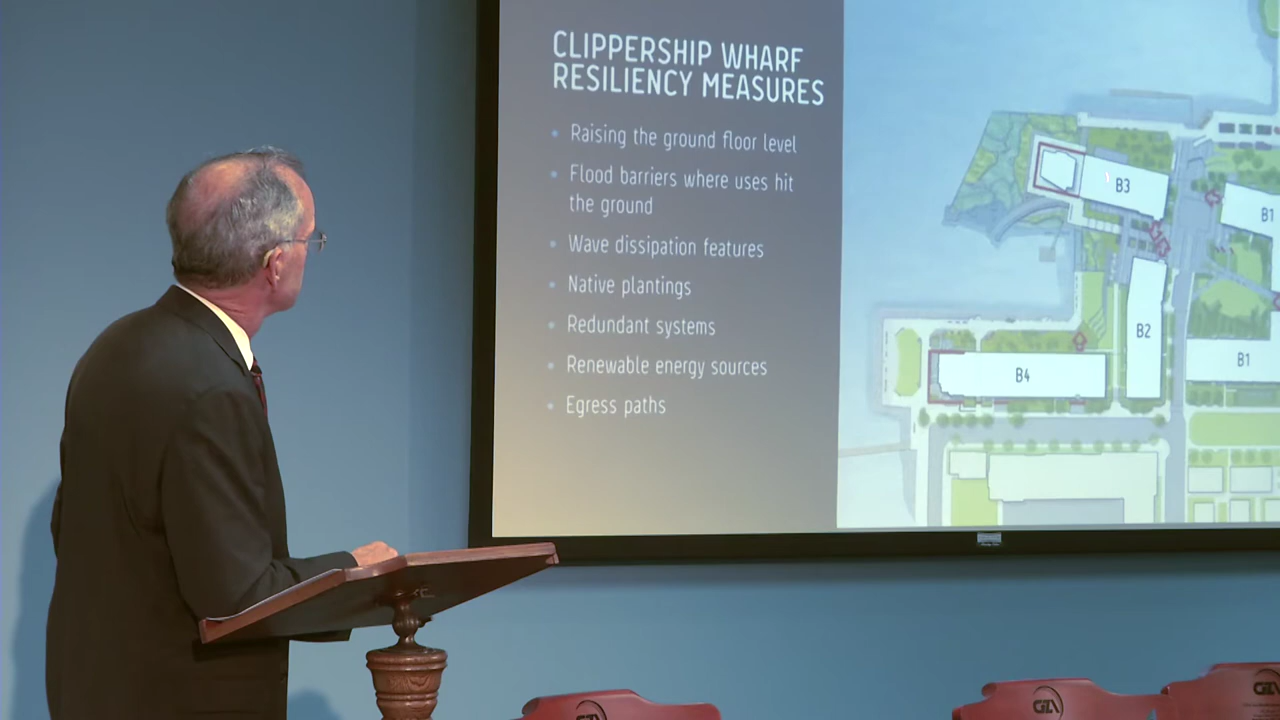 CLIPPERSHIP WHARF
RESILIENCY MEASURES
• Raising the ground floor level
• Flood barriers where uses hit
the ground
• Wave dissipation features
• Native plantings
• Redundant systems
• Renewable energy sources
• Egress paths
B3
B1
B2
B4
B1